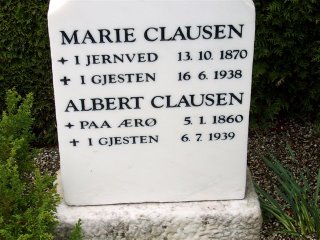 MARIE CLAUSEN
✦ I JERNVED 13. 10. 1870
✝ I GJESTEN 16 6. 1938
ALBERT CLAUSEN
✦ PAA ÆRØ 5. 1. 1860
✝ I GJESTEN 6. 7. 1939